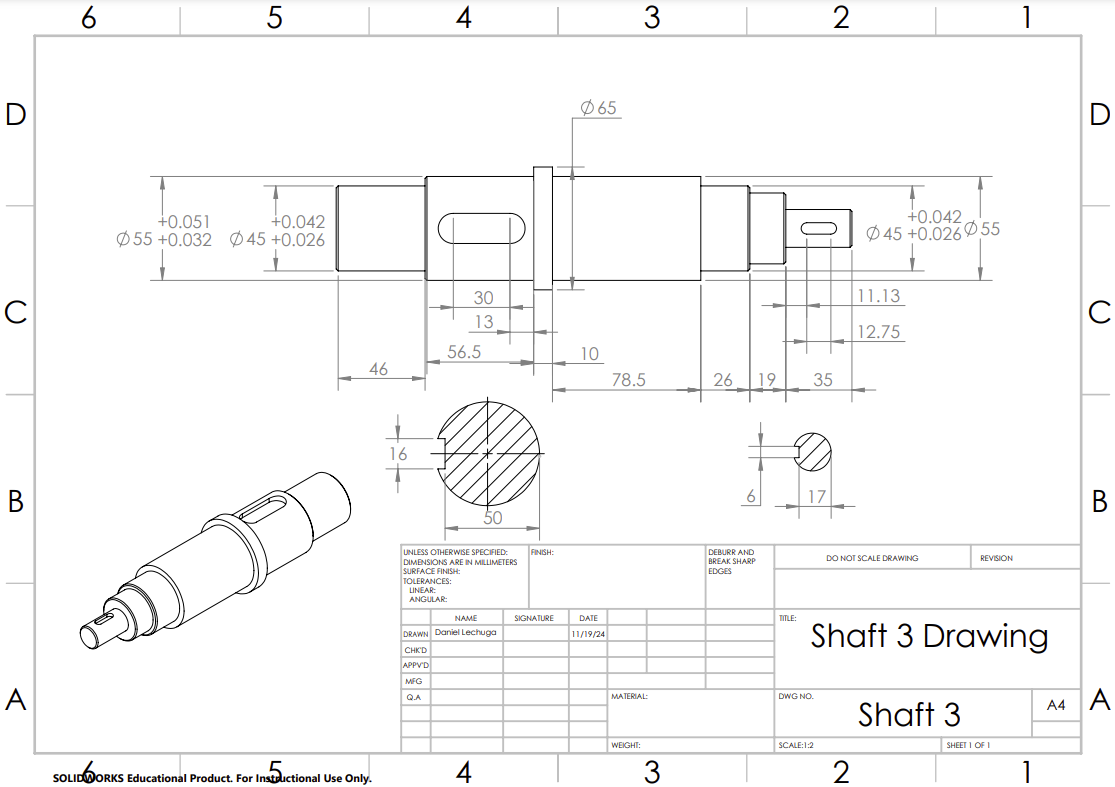 6 5 4 3 2 1
D D
Ø65
+0.051
Ø55 +0.032
+0.042
Ø45 +0.026
+0.042
Ø45 +0.026
Ø55
C C
30
11.13
13
12.75
56.5
10
46
78.5
26
19
35
16
50
6
17
B B
UNLESS OTHERWISE SPECIFIED:
DIMENSIONS ARE IN MILLIMETERS
SURFACE FINISH:
TOLERANCES:
LINEAR:
ANGULAR:
FINISH:
DEBURR AND
BREAK SHARP
EDGES
DO NOT SCALE DRAWING
REVISION
NAME SIGNATURE DATE
DRAWN Daniel Lechuga 11/19/24
CHK'D
APPV'D
MFG
Q.A
TITLE:
Shaft 3 Drawing
MATERIAL:
DWG NO.
Shaft 3
A4
A A
WEIGHT:
SCALE:1:2
SHEET 1 OF 1
SOLIDWORKS Educational Product. For Instructional Use Only.
6 5 4 3 2 1